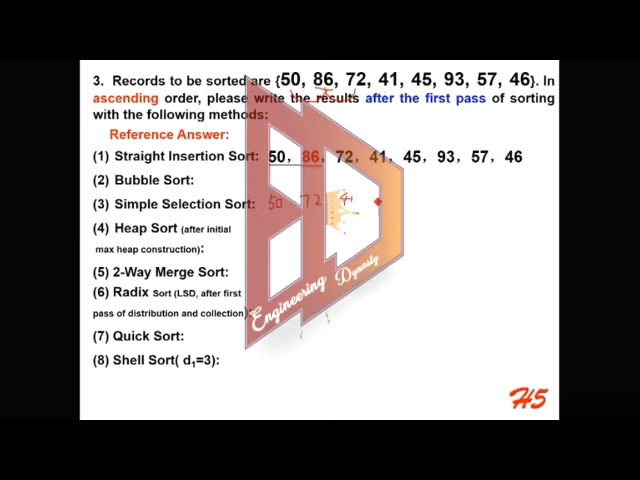 3. Records to be sorted are {50, 86, 72, 41, 45, 93, 57, 46}. In
ascending order, please write the results after the first pass of sorting
with the following methods:
Reference Answer:
(1) Straight Insertion Sort: 50, 86, 72, 41, 45, 93, 57, 46
(2) Bubble Sort:
(3) Simple Selection Sort: 50 72 41
(4) Heap Sort (after initial
max heap construction):
(5) 2-Way Merge Sort:
(6) Radix Sort (LSD, after first
pass of distribution and collection):
(7) Quick Sort:
(8) Shell Sort( d1=3):
Engineering Dynasty
H5